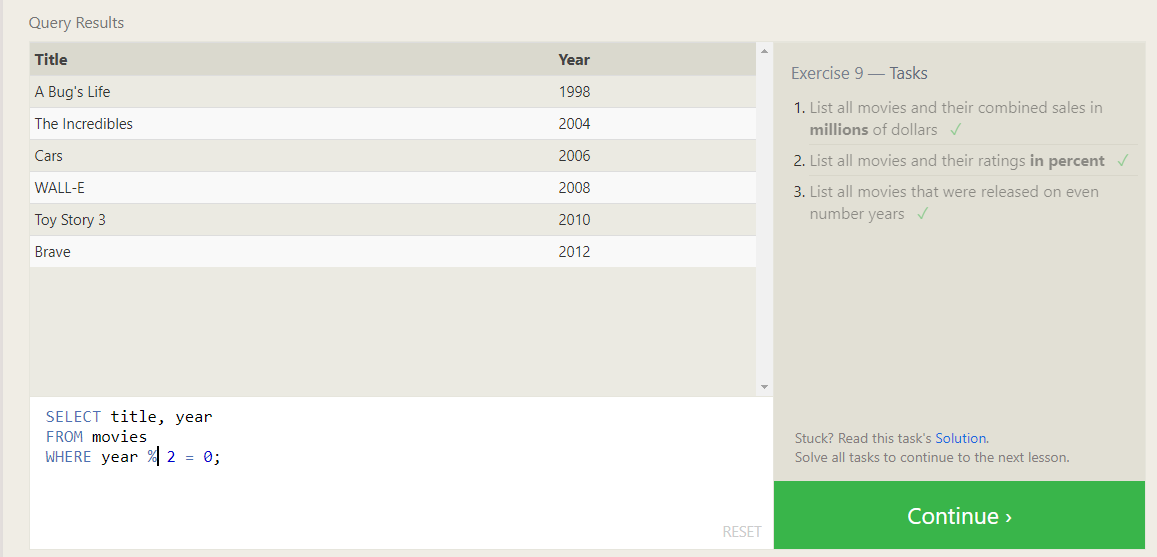 Query Results
Title Year
A Bug's Life 1998
The Incredibles 2004
Cars 2006
WALL-E 2008
Toy Story 3 2010
Brave 2012
SELECT title, year
FROM movies
WHERE year % 2 = 0;
RESET
Exercise 9 — Tasks
1. List all movies and their combined sales in
millions of dollars ✓
2. List all movies and their ratings in percent ✓
3. List all movies that were released on even
number years ✓
Stuck? Read this task's Solution.
Solve all tasks to continue to the next lesson.
Continue ›